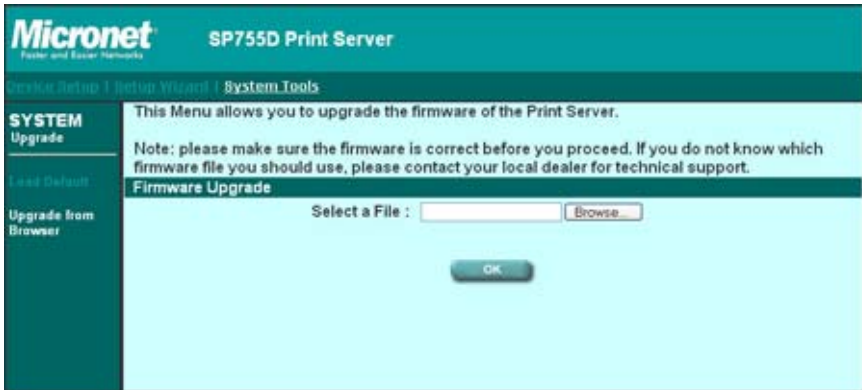 Micronet
Faster and Easier Networks
SP755D Print Server
Device Setup | Setup Wizard | System Tools
SYSTEM
Upgrade
Load Default
Upgrade from
Browser
This Menu allows you to upgrade the firmware of the Print Server.
Note: please make sure the firmware is correct before you proceed. If you do not know which
firmware file you should use, please contact your local dealer for technical support.
Firmware Upgrade
Select a File :
Browse...
OK